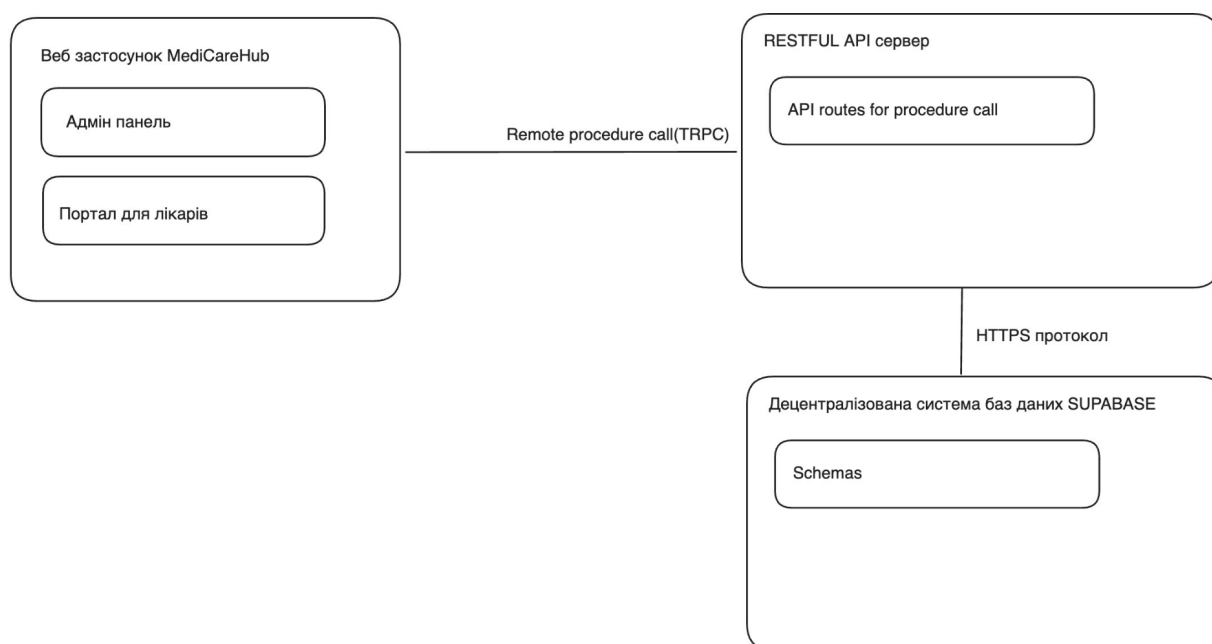 Веб застосунок MediCareHub
Адмін панель
Портал для лікарів
Remote procedure call(TRPC)
RESTFUL API сервер
API routes for procedure call
HTTPS протокол
Децентралізована система баз даних SUPABASE
Schemas